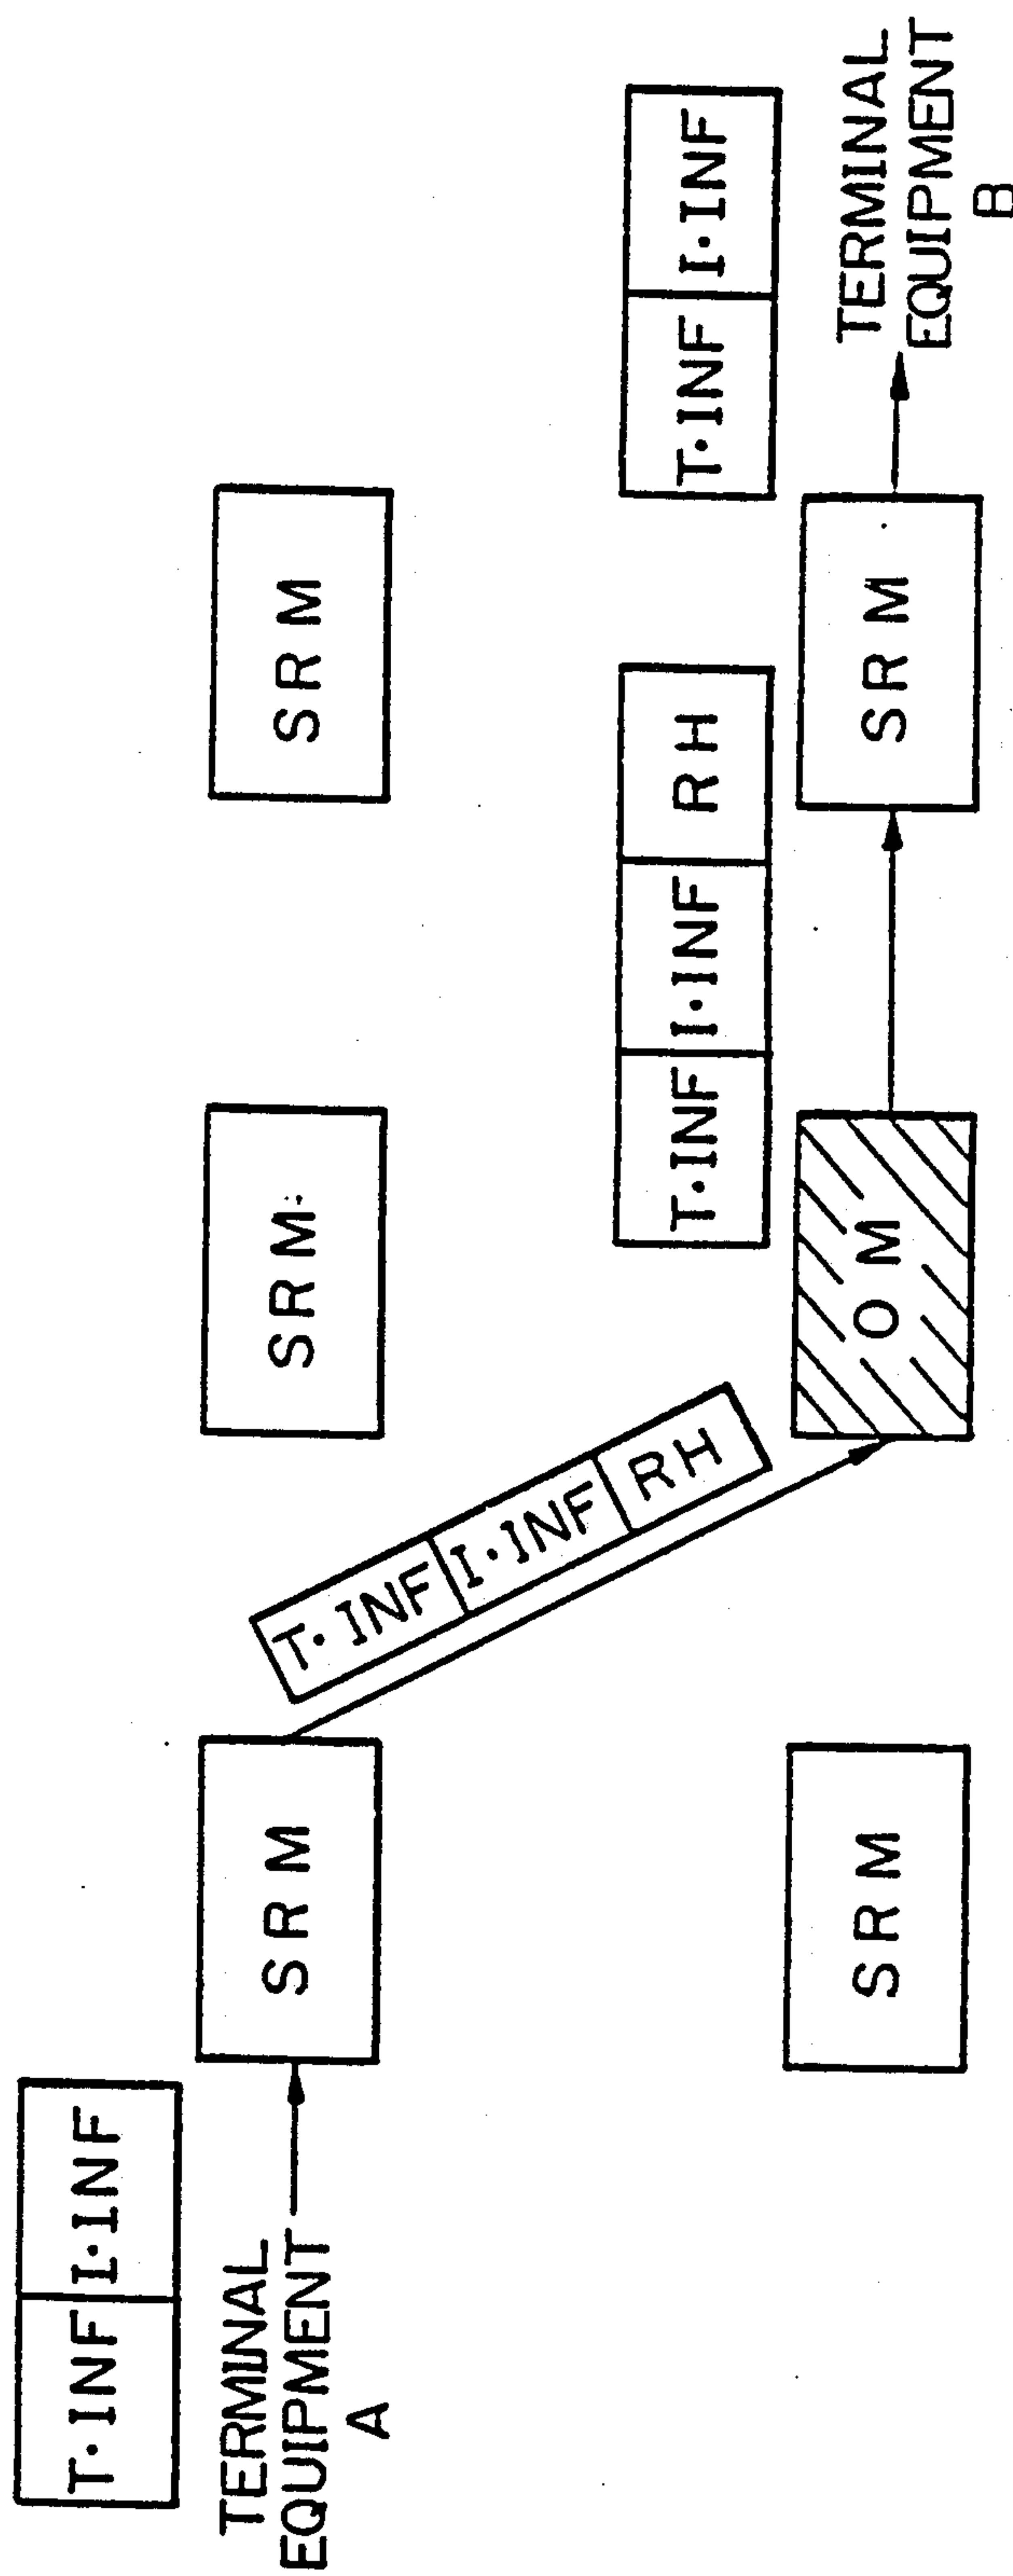 T·INF I·INF
TERMINAL
EQUIPMENT
A
SRM
T·INF I·INF RH
SRM
SRM
SRM
OM
T·INF I·INF RH
SRM
T·INF I·INF
TERMINAL
EQUIPMENT
B